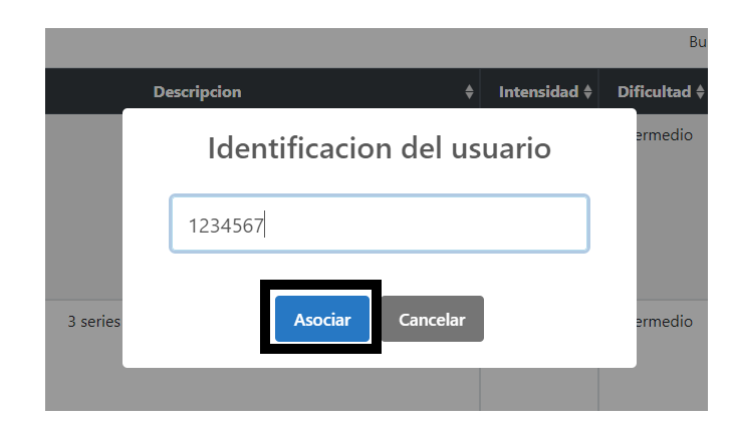 Bu
Descripcion Intensidad Dificultad
Identificacion del usuario
ermedio
1234567
Asociar Cancelar
3 series ermedio